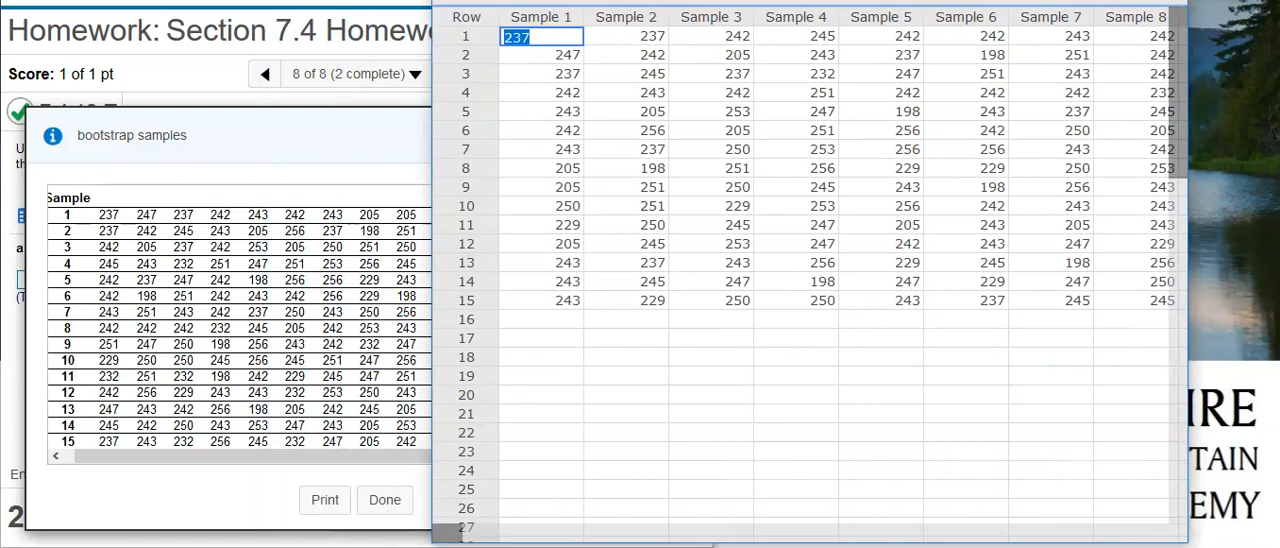 Homework: Section 7.4 Homew
Score: 1 of 1 pt
8 of 8 (2 complete)
bootstrap samples
Sample
1 237 247 237 242 243 242 243 205 205
2 237 242 245 243 205 256 237 198 251
3 242 205 237 242 253 205 250 251 250
4 245 243 232 251 247 251 253 256 245
5 242 237 247 242 198 256 256 229 243
6 242 198 251 242 243 242 256 229 198
7 243 251 243 242 237 250 243 250 256
8 242 242 242 232 245 205 242 253 243
9 251 247 250 198 256 243 242 232 247
10 229 250 250 245 256 245 251 247 256
11 232 251 232 198 242 229 245 247 251
12 242 256 229 243 243 232 253 250 243
13 247 243 242 256 198 205 242 245 205
14 245 242 250 243 253 247 243 205 253
15 237 243 232 256 245 232 247 205 242
Print Done
Row Sample 1 Sample 2 Sample 3 Sample 4 Sample 5 Sample 6 Sample 7 Sample 8
1 237 237 242 245 242 242 243 242
2 247 242 205 243 237 198 251 242
3 237 245 237 232 247 251 243 242
4 242 243 242 251 242 242 242 232
5 243 205 253 247 198 243 237 245
6 242 256 205 251 256 242 250 205
7 243 237 250 253 256 256 243 242
8 205 198 251 256 229 229 250 253
9 205 251 250 245 243 198 256 243
10 250 251 229 253 256 242 243 243
11 229 250 245 247 205 243 205 243
12 205 245 253 247 242 243 247 229
13 243 237 243 256 229 245 198 256
14 243 245 247 198 247 229 247 250
15 243 229 250 250 243 237 245 245
16
17
18
19
20
21
22
23
24
25
26
27
IRE
TAIN
EMY